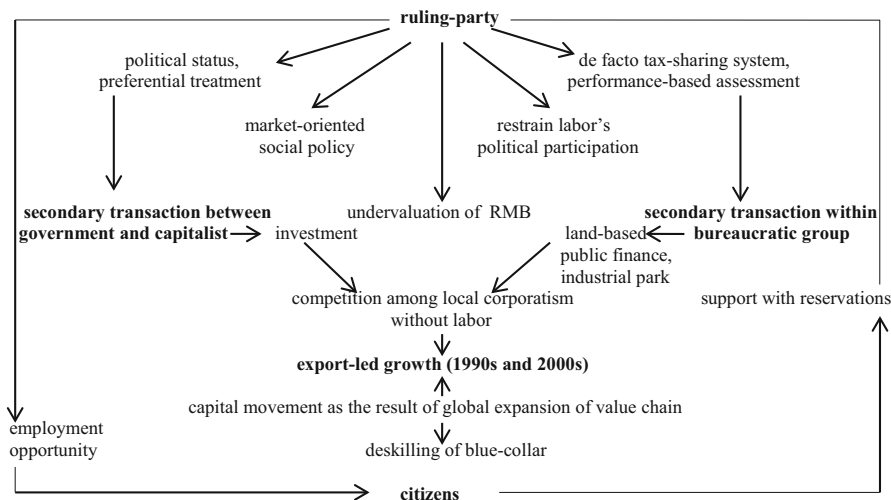 ruling-party
political status,
preferential treatment
de facto tax-sharing system,
performance-based assessment
market-oriented
social policy
restrain labor's
political participation
secondary transaction between
government and capitalist
investment
undervaluation of RMB
secondary transaction within
bureaucratic group
land-based
public finance,
industrial park
competition among local corporatism
without labor
support with reservations
export-led growth (1990s and 2000s)
capital movement as the result of global expansion of value chain
employment
opportunity
deskilling of blue-collar
citizens